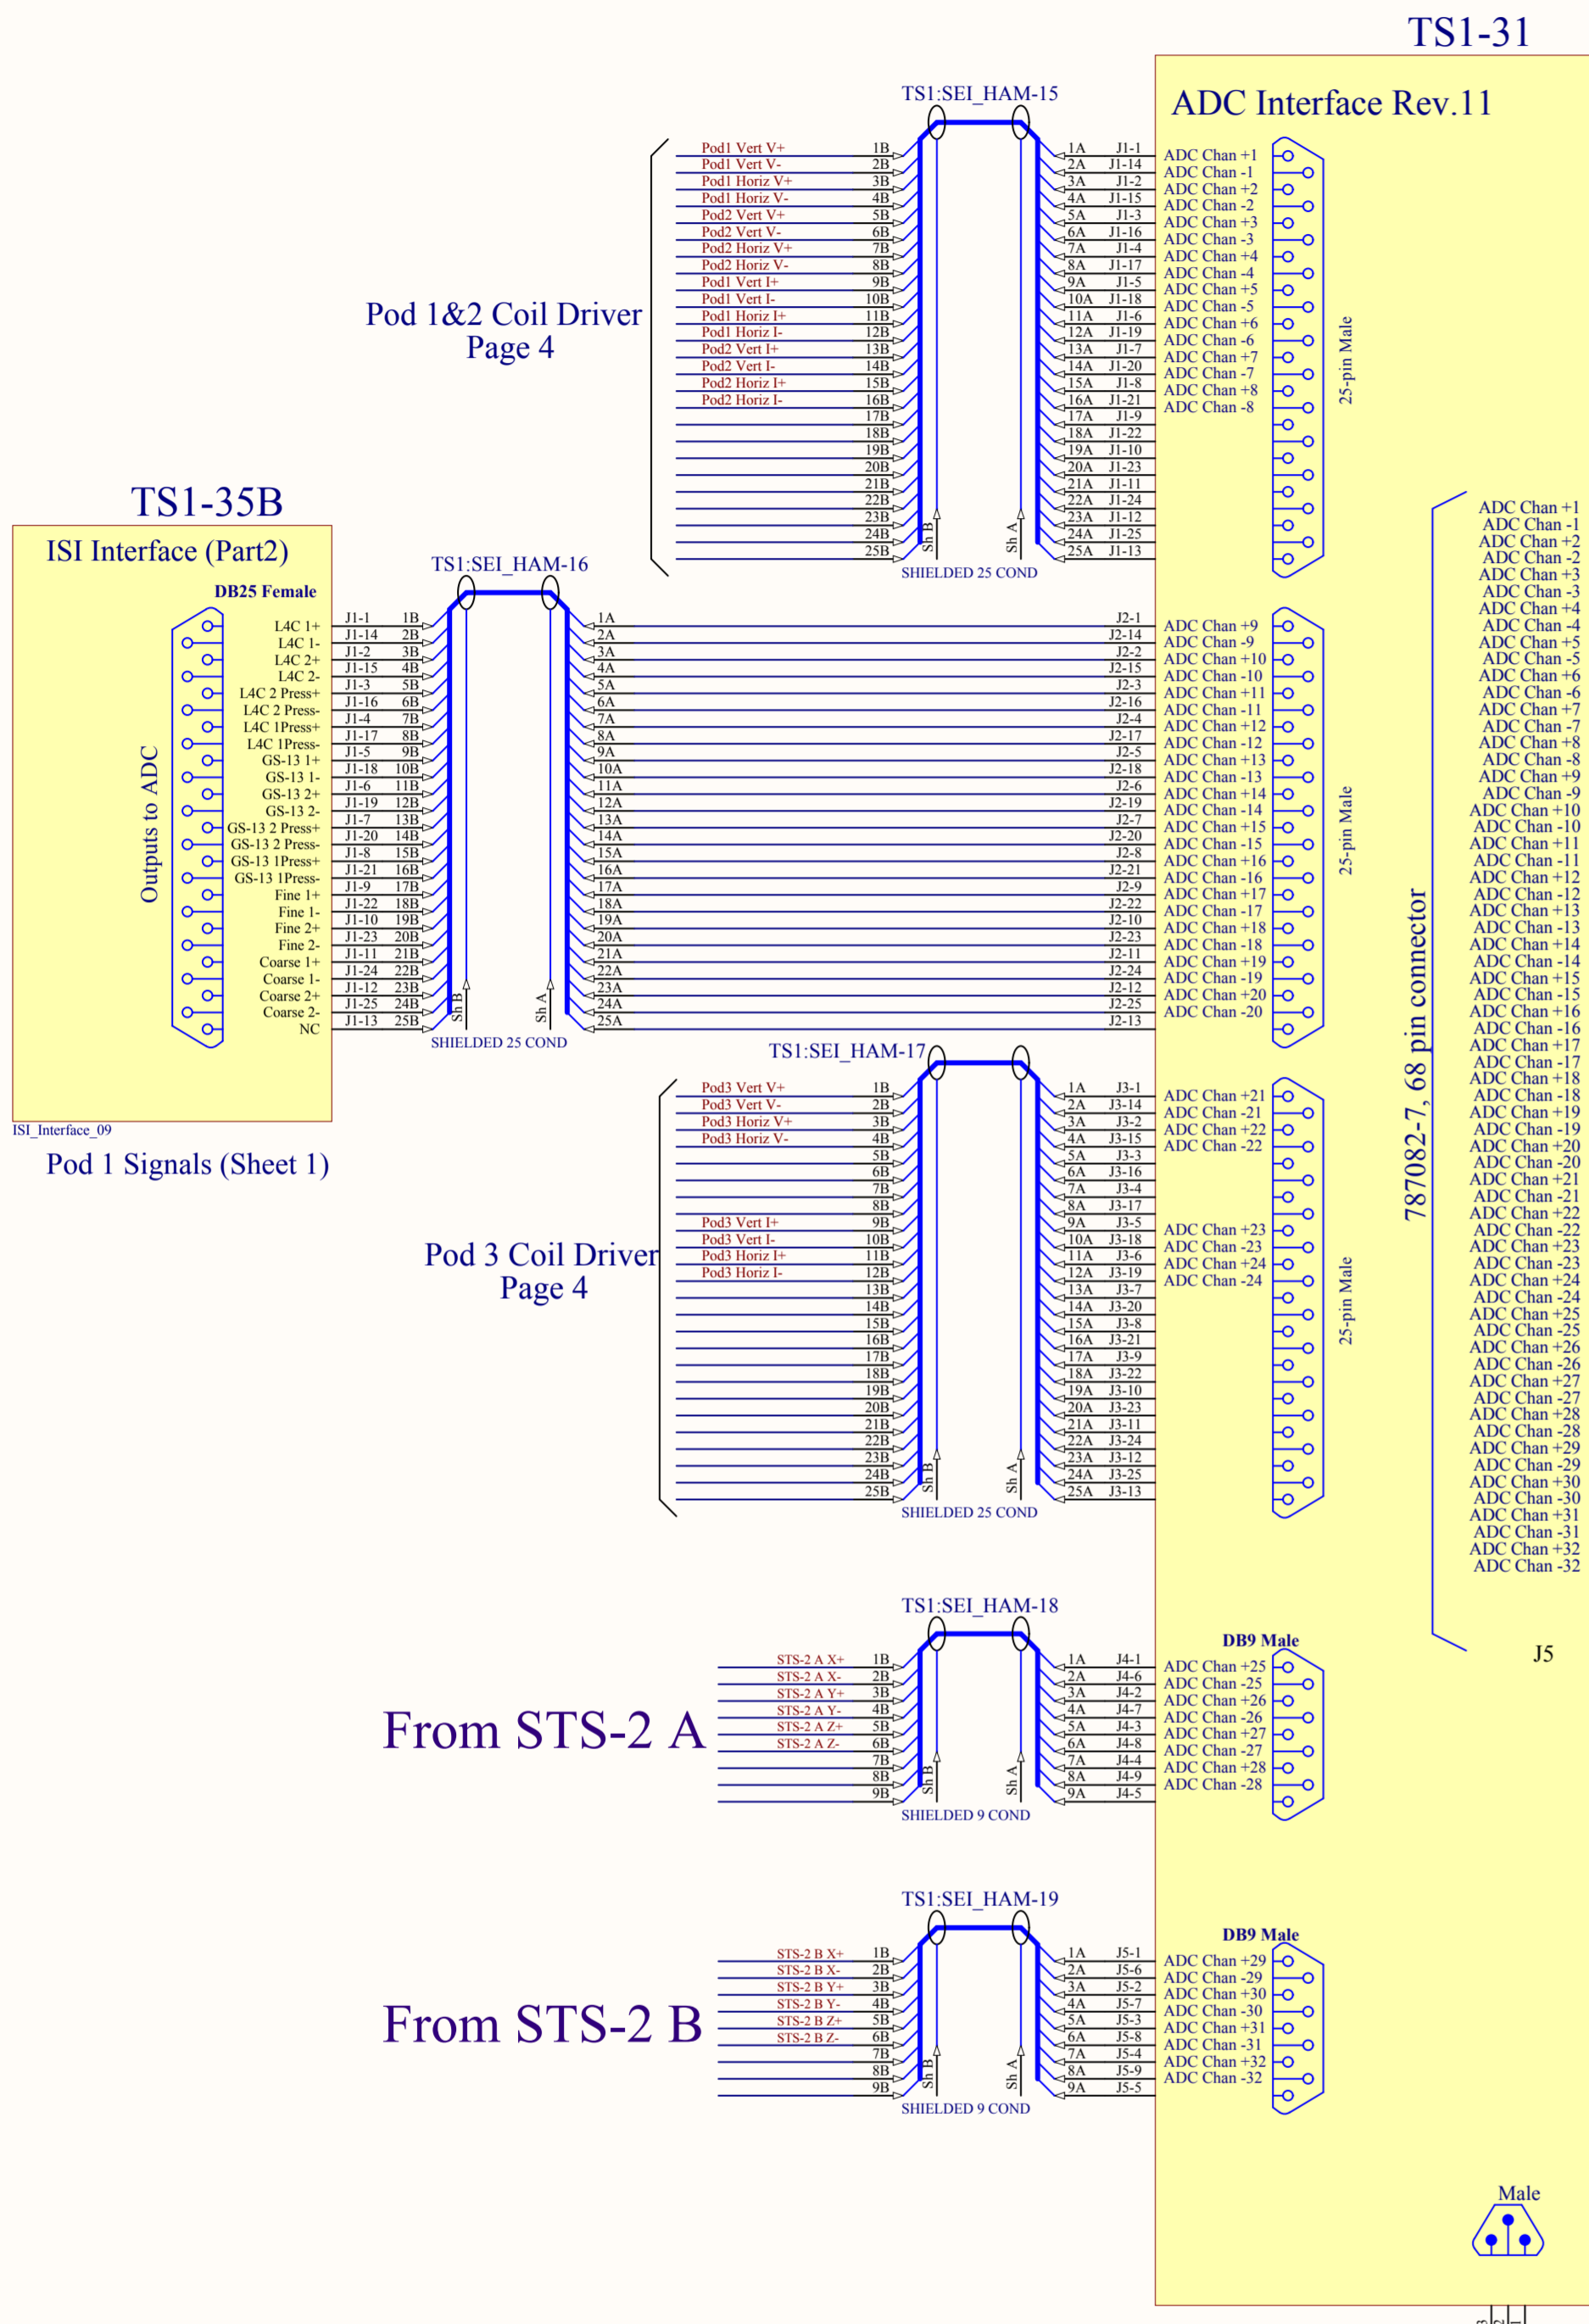 TS1-31
ADC Interface Rev.11
TS1:SEI_HAM-15
Pod 1&2 Coil Driver
Page 4
Pod1 Vert V+ 1B 1A J1-1 ADC Chan +1
Pod1 Vert V- 2B 2A J1-14 ADC Chan -1
Pod1 Horiz V+ 3B 3A J1-2 ADC Chan +2
Pod1 Horiz V- 4B 4A J1-15 ADC Chan -2
Pod2 Vert V+ 5B 5A J1-3 ADC Chan +3
Pod2 Vert V- 6B 6A J1-16 ADC Chan -3
Pod2 Horiz V+ 7B 7A J1-4 ADC Chan +4
Pod2 Horiz V- 8B 8A J1-17 ADC Chan -4
Pod1 Vert I+ 9B 9A J1-5 ADC Chan +5
Pod1 Vert I- 10B 10A J1-18 ADC Chan -5
Pod1 Horiz I+ 11B 11A J1-6 ADC Chan +6
Pod1 Horiz I- 12B 12A J1-19 ADC Chan -6
Pod2 Vert I+ 13B 13A J1-7 ADC Chan +7
Pod2 Vert I- 14B 14A J1-20 ADC Chan -7
Pod2 Horiz I+ 15B 15A J1-8 ADC Chan +8
Pod2 Horiz I- 16B 16A J1-21 ADC Chan -8
17B 17A J1-9
18B 18A J1-22
19B 19A J1-10
20B 20A J1-23
21B 21A J1-11
22B 22A J1-24
23B 23A J1-12
24B 24A J1-25
25B 25A J1-13
Sh B Sh A
SHIELDED 25 COND
25-pin Male
TS1-35B
ISI Interface (Part2)
DB25 Female
Outputs to ADC
TS1:SEI_HAM-16
L4C 1+ J1-1 1B 1A J2-1 ADC Chan +9
L4C 1- J1-14 2B 2A J2-14 ADC Chan -9
L4C 2+ J1-2 3B 3A J2-2 ADC Chan +10
L4C 2- J1-15 4B 4A J2-15 ADC Chan -10
L4C 2 Press+ J1-3 5B 5A J2-3 ADC Chan +11
L4C 2 Press- J1-16 6B 6A J2-16 ADC Chan -11
L4C 1Press+ J1-4 7B 7A J2-4 ADC Chan +12
L4C 1Press- J1-17 8B 8A J2-17 ADC Chan -12
GS-13 1+ J1-5 9B 9A J2-5 ADC Chan +13
GS-13 1- J1-18 10B 10A J2-18 ADC Chan -13
GS-13 2+ J1-6 11B 11A J2-6 ADC Chan +14
GS-13 2- J1-19 12B 12A J2-19 ADC Chan -14
GS-13 2 Press+ J1-7 13B 13A J2-7 ADC Chan +15
GS-13 2 Press- J1-20 14B 14A J2-20 ADC Chan -15
GS-13 1Press+ J1-8 15B 15A J2-8 ADC Chan +16
GS-13 1Press- J1-21 16B 16A J2-21 ADC Chan -16
Fine 1+ J1-9 17B 17A J2-9 ADC Chan +17
Fine 1- J1-22 18B 18A J2-22 ADC Chan -17
Fine 2+ J1-10 19B 19A J2-10 ADC Chan +18
Fine 2- J1-23 20B 20A J2-23 ADC Chan -18
Coarse 1+ J1-11 21B 21A J2-11 ADC Chan +19
Coarse 1- J1-24 22B 22A J2-24 ADC Chan -19
Coarse 2+ J1-12 23B 23A J2-12 ADC Chan +20
Coarse 2- J1-25 24B 24A J2-25 ADC Chan -20
NC J1-13 25B 25A J2-13
Sh B Sh A
SHIELDED 25 COND
25-pin Male
ISI_Interface_09
Pod 1 Signals (Sheet 1)
TS1:SEI_HAM-17
Pod 3 Coil Driver
Page 4
Pod3 Vert V+ 1B 1A J3-1 ADC Chan +21
Pod3 Vert V- 2B 2A J3-14 ADC Chan -21
Pod3 Horiz V+ 3B 3A J3-2 ADC Chan +22
Pod3 Horiz V- 4B 4A J3-15 ADC Chan -22
5B 5A J3-3
6B 6A J3-16
7B 7A J3-4
8B 8A J3-17
Pod3 Vert I+ 9B 9A J3-5 ADC Chan +23
Pod3 Vert I- 10B 10A J3-18 ADC Chan -23
Pod3 Horiz I+ 11B 11A J3-6 ADC Chan +24
Pod3 Horiz I- 12B 12A J3-19 ADC Chan -24
13B 13A J3-7
14B 14A J3-20
15B 15A J3-8
16B 16A J3-21
17B 17A J3-9
18B 18A J3-22
19B 19A J3-10
20B 20A J3-23
21B 21A J3-11
22B 22A J3-24
23B 23A J3-12
24B 24A J3-25
25B 25A J3-13
Sh B Sh A
SHIELDED 25 COND
25-pin Male
TS1:SEI_HAM-18
DB9 Male
From STS-2 A
STS-2 A X+ 1B 1A J4-1 ADC Chan +25
STS-2 A X- 2B 2A J4-6 ADC Chan -25
STS-2 A Y+ 3B 3A J4-2 ADC Chan +26
STS-2 A Y- 4B 4A J4-7 ADC Chan -26
STS-2 A Z+ 5B 5A J4-3 ADC Chan +27
STS-2 A Z- 6B 6A J4-8 ADC Chan -27
7B 7A J4-4 ADC Chan +28
8B 8A J4-9 ADC Chan -28
9B 9A J4-5
Sh B Sh A
SHIELDED 9 COND
TS1:SEI_HAM-19
DB9 Male
From STS-2 B
STS-2 B X+ 1B 1A J5-1 ADC Chan +29
STS-2 B X- 2B 2A J5-6 ADC Chan -29
STS-2 B Y+ 3B 3A J5-2 ADC Chan +30
STS-2 B Y- 4B 4A J5-7 ADC Chan -30
STS-2 B Z+ 5B 5A J5-3 ADC Chan +31
STS-2 B Z- 6B 6A J5-8 ADC Chan -31
7B 7A J5-4 ADC Chan +32
8B 8A J5-9 ADC Chan -32
9B 9A J5-5
Sh B Sh A
SHIELDED 9 COND
787082-7, 68 pin connector
ADC Chan +1
ADC Chan -1
ADC Chan +2
ADC Chan -2
ADC Chan +3
ADC Chan -3
ADC Chan +4
ADC Chan -4
ADC Chan +5
ADC Chan -5
ADC Chan +6
ADC Chan -6
ADC Chan +7
ADC Chan -7
ADC Chan +8
ADC Chan -8
ADC Chan +9
ADC Chan -9
ADC Chan +10
ADC Chan -10
ADC Chan +11
ADC Chan -11
ADC Chan +12
ADC Chan -12
ADC Chan +13
ADC Chan -13
ADC Chan +14
ADC Chan -14
ADC Chan +15
ADC Chan -15
ADC Chan +16
ADC Chan -16
ADC Chan +17
ADC Chan -17
ADC Chan +18
ADC Chan -18
ADC Chan +19
ADC Chan -19
ADC Chan +20
ADC Chan -20
ADC Chan +21
ADC Chan -21
ADC Chan +22
ADC Chan -22
ADC Chan +23
ADC Chan -23
ADC Chan +24
ADC Chan -24
ADC Chan +25
ADC Chan -25
ADC Chan +26
ADC Chan -26
ADC Chan +27
ADC Chan -27
ADC Chan +28
ADC Chan -28
ADC Chan +29
ADC Chan -29
ADC Chan +30
ADC Chan -30
ADC Chan +31
ADC Chan -31
ADC Chan +32
ADC Chan -32
J5
Male